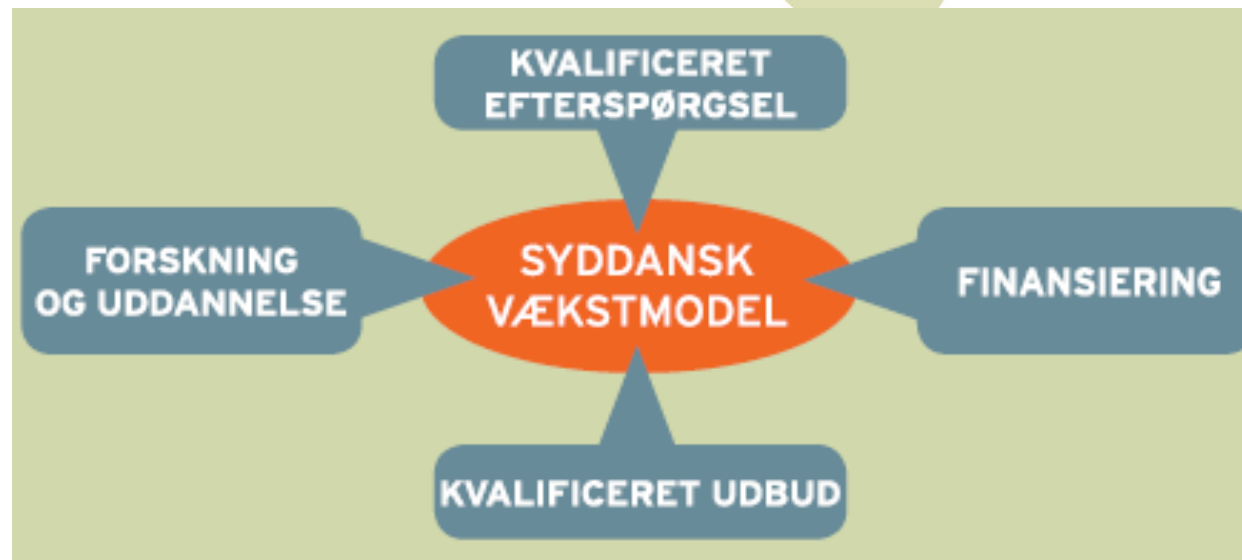 KVALIFICERET
EFTERSPØRGSEL
FORSKNING
OG UDDANNELSE
SYDDANSK
VÆKSTMODEL
FINANSIERING
KVALIFICERET UDBUD